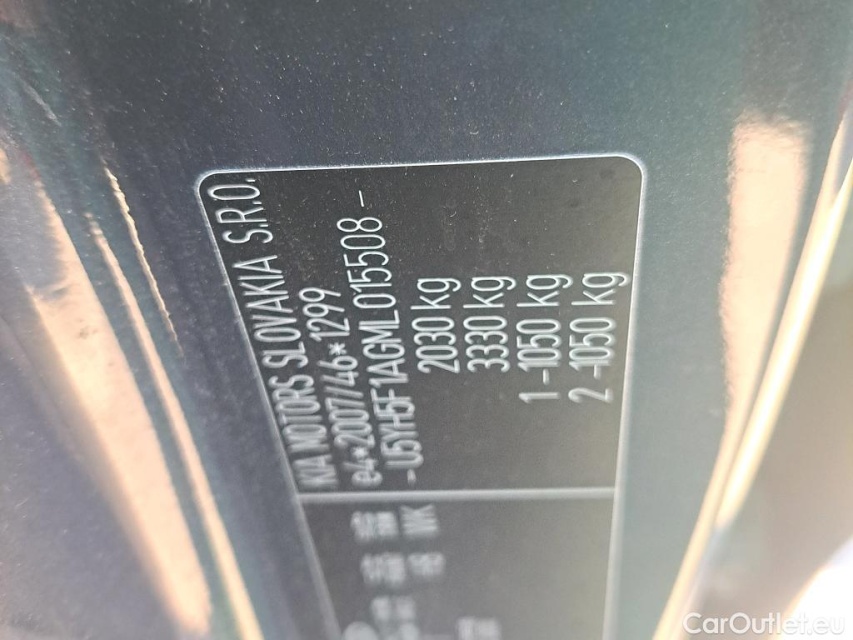 KIA MOTORS SLOVAKIA S.R.O.
e4*2007/46*1299
- U5YH5F1AGML015508 -
2030 kg
3330 kg
1 - 1050 kg
2 - 1050 kg
CarOutlet.eu